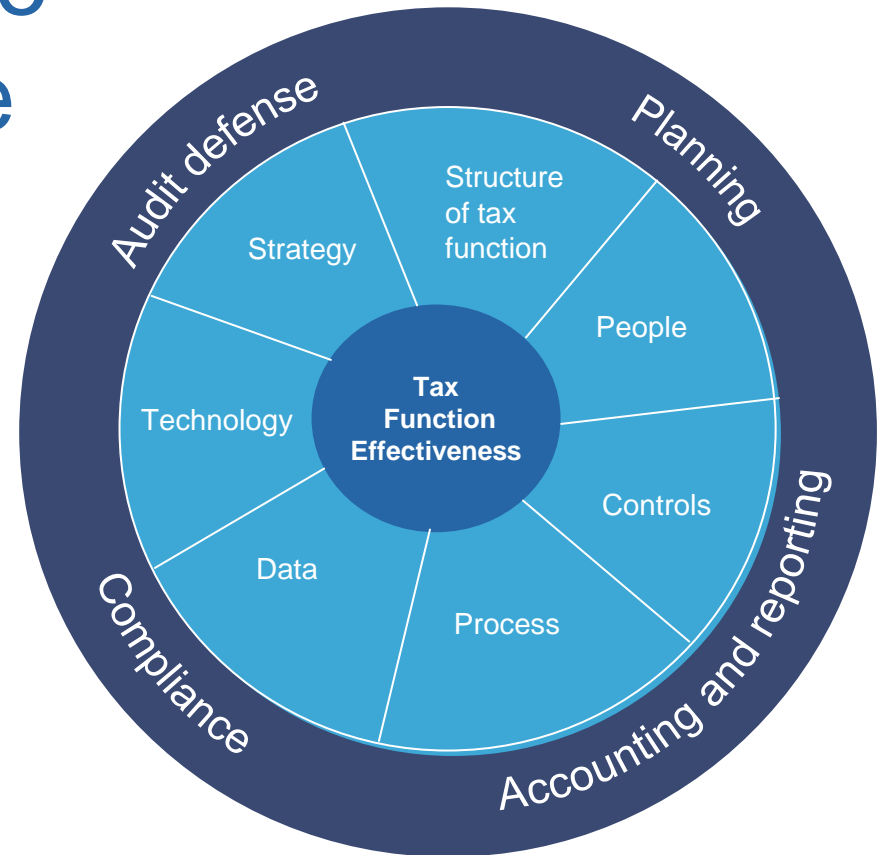 Audit defense
Planning
Structure
of tax
function
Strategy
People
Technology
Tax
Function
Effectiveness
Controls
Data
Process
Compliance
Accounting and reporting